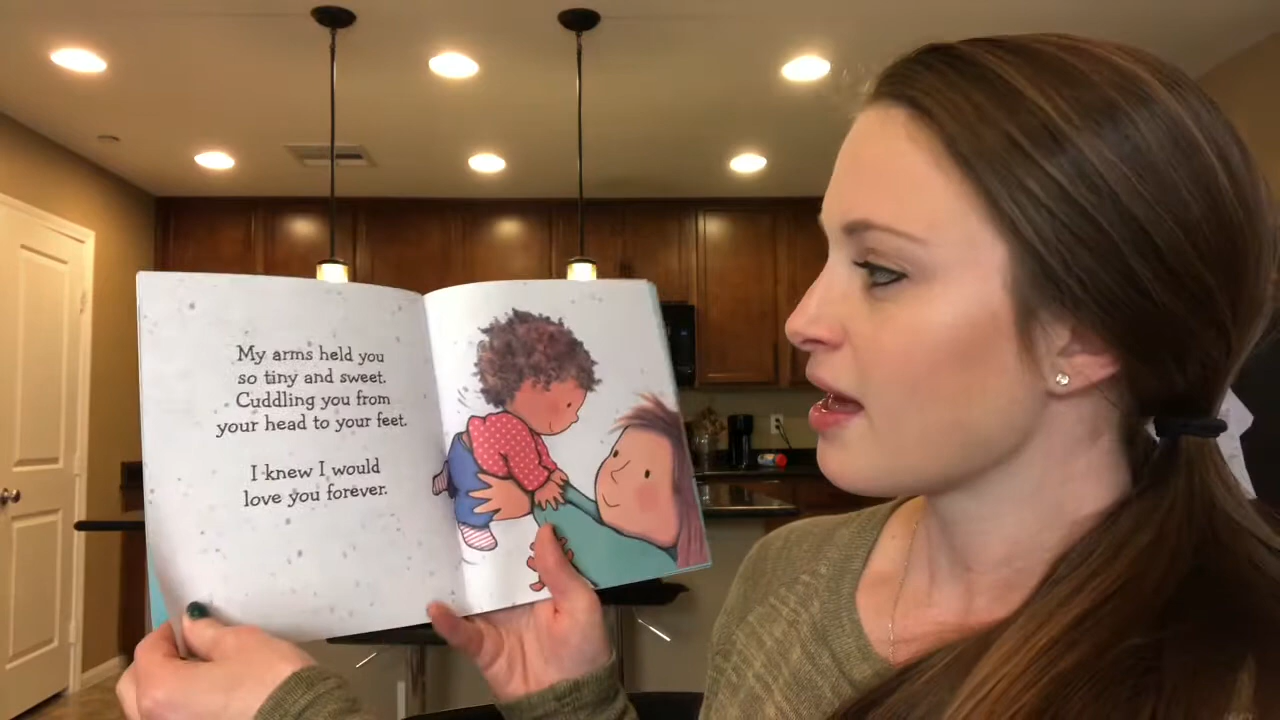 My arms held you
so tiny and sweet.
Cuddling you from
your head to your feet.
I knew I would
love you forever.